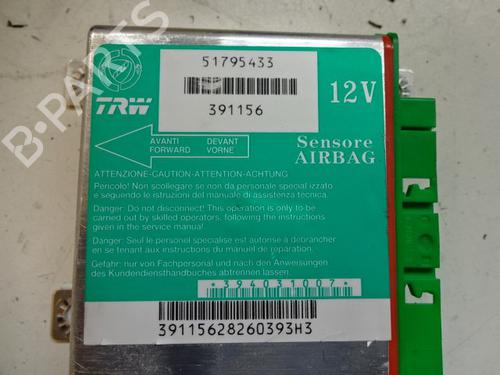 51795433
391156
12V
TRW
AVANTI DEVANT
FORWARD VORNE
Sensore
AIRBAG
ATTENZIONE-CAUTION-ATTENTION-ACHTUNG
Pericolo! Non scollegare se non da personale specializzato
e seguendo le istruzioni del manuale di assistenza tecnica.
Danger: Do not disconnect! This operation is only to be
carried out by skilled operators, following the instructions
given in the service manual.
Danger: Seul le personel specialise est autorise à debrancher
en se tenant aux instructions du manuel de reparation.
Gefahr: nur von Fachpersonal und nach den Anweisungen
des Kundendiensthandbuches abtrennen lassen.
*394031007*
39115628260393H3
B-PARTS